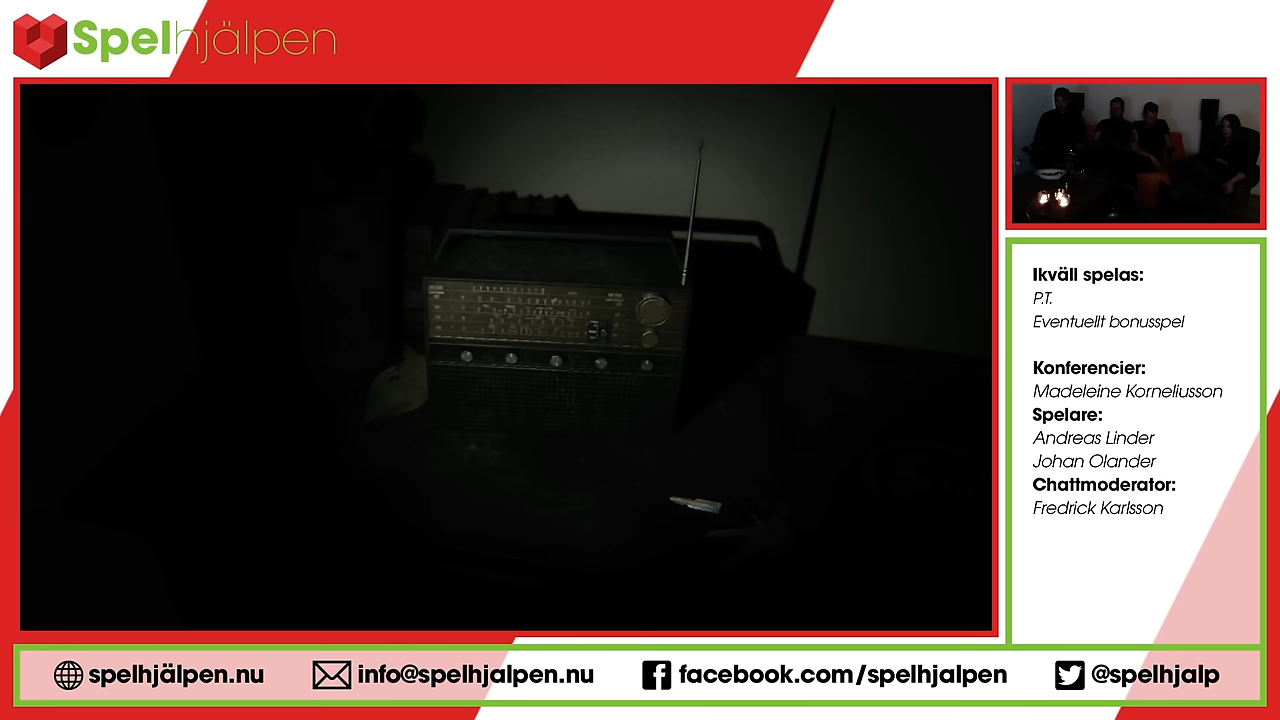 Spelhjälpen
Ikväll spelas:
P.T.
Eventuellt bonusspel
Konferencier:
Madeleine Korneliusson
Spelare:
Andreas Linder
Johan Olander
Chattmoderator:
Fredrick Karlsson
spelhjälpen.nu
info@spelhjalpen.nu
facebook.com/spelhjalpen
@spelhjalp